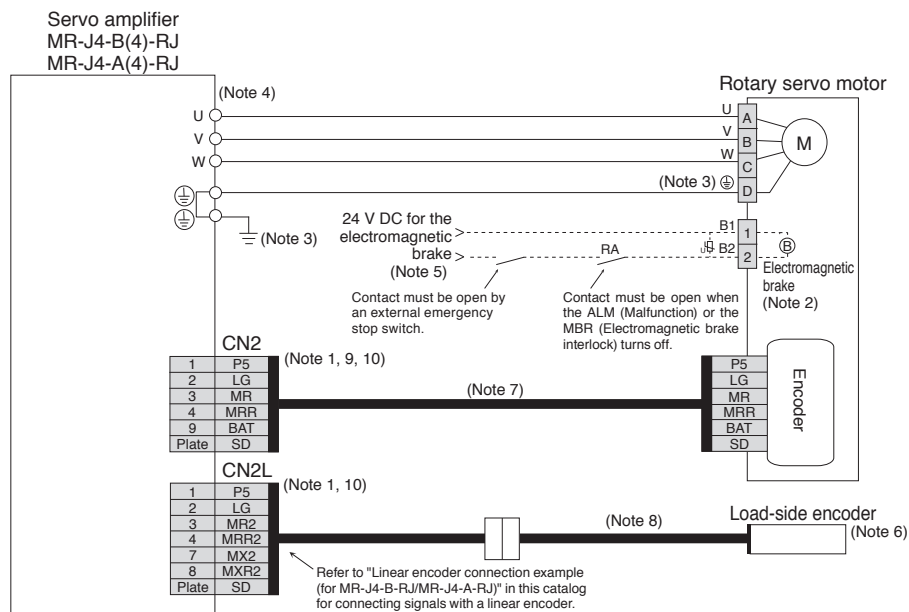 Servo amplifier
MR-J4-B(4)-RJ
MR-J4-A(4)-RJ
(Note 4)
Rotary servo motor
U
U
A
V
V
B
M
W
W
C
(Note 3)
D
(Note 3)
24 V DC for the
electromagnetic
brake
(Note 5)
B1
1
RA
U
B2
2
B
Electromagnetic
brake
(Note 2)
Contact must be open by
an external emergency
stop switch.
Contact must be open when
the ALM (Malfunction) or the
MBR (Electromagnetic brake
interlock) turns off.
CN2
(Note 1, 9, 10)
1 P5
2 LG
3 MR
4 MRR
9 BAT
Plate SD
(Note 7)
P5
LG
MR
MRR
BAT
SD
Encoder
CN2L
(Note 1, 10)
1 P5
2 LG
3 MR2
4 MRR2
7 MX2
8 MXR2
Plate SD
(Note 8)
Load-side encoder
(Note 6)
Refer to "Linear encoder connection example
(for MR-J4-B-RJ/MR-J4-A-RJ)" in this catalog
for connecting signals with a linear encoder.